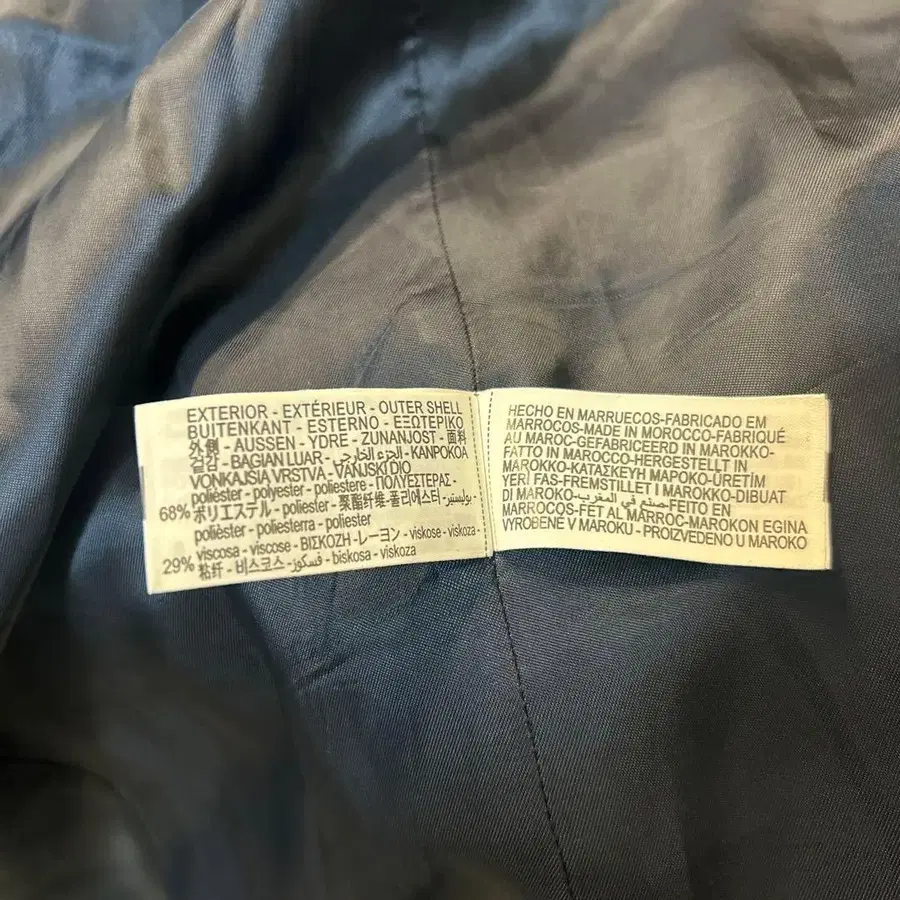 EXTERIOR - EXTÉRIEUR - OUTER SHELL
BUITENKANT - ESTERNO - ΕΞΩΤΕΡΙΚΟ
外側 - AUSSEN - YDRE - ZUNANJOST - 面料
겉감 - BAGIAN LUAR - الجزء الخارجي - KANPOKOA
VONKAJSIA VRSTVA - VANJSKI DIO
poliéster - polyester - poliestere - ΠΟΛΥΕΣΤΕΡΑΣ -
68% ポリエステル - poliester - 聚酯纤维-폴리에스터 - بوليستير-
polièster - poliesterra - poliester
29% viscosa - viscose - ΒΙΣΚΟΖΗ - レーヨン - viskose - viskoza -
粘纤 - 비스코스 - فسكوز - biskosa - viskoza
HECHO EN MARRUECOS-FABRICADO EM
MARROCOS-MADE IN MOROCCO-FABRIQUÉ
AU MAROC-GEFABRICEERD IN MAROKKO-
FATTO IN MAROCCO-HERGESTELLT IN
MAROKKO-ΚΑΤΑΣΚΕΥΗ ΜΑΡΟΚΟ-ÜRETİM
YERİ FAS-FREMSTILLET I MAROKKO-DIBUAT
DI MAROKO-صنع في المغرب-FEITO EN
MARROCOS-FET AL MARROC-MAROKON EGINA
VYROBENÉ V MAROKU - PROIZVEDENO U MAROKO